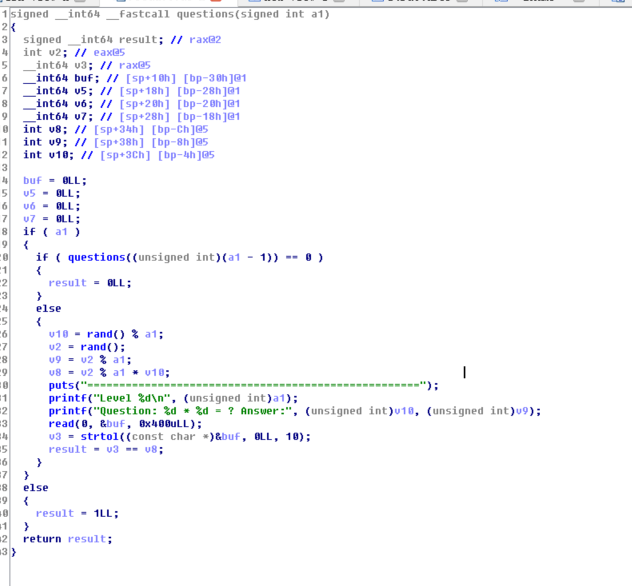 1 signed __int64 __fastcall questions(signed int a1)
2 {
3 signed __int64 result; // rax@2
4 int v2; // eax@5
5 __int64 v3; // rax@5
6 __int64 buf; // [sp+10h] [bp-30h]@1
7 __int64 v5; // [sp+18h] [bp-28h]@1
8 __int64 v6; // [sp+20h] [bp-20h]@1
9 __int64 v7; // [sp+28h] [bp-18h]@1
0 int v8; // [sp+34h] [bp-Ch]@5
1 int v9; // [sp+38h] [bp-8h]@5
2 int v10; // [sp+3Ch] [bp-4h]@5
3
4 buf = 0LL;
5 v5 = 0LL;
6 v6 = 0LL;
7 v7 = 0LL;
8 if ( a1 )
9 {
0 if ( questions((unsigned int)(a1 - 1)) == 0 )
1 {
2 result = 0LL;
3 }
4 else
5 {
6 v10 = rand() % a1;
7 v2 = rand();
8 v9 = v2 % a1;
9 v8 = v2 % a1 * v10;
0 puts("====================================================");
1 printf("Level %d\n", (unsigned int)a1);
2 printf("Question: %d * %d = ? Answer:", (unsigned int)v10, (unsigned int)v9);
3 read(0, &buf, 0x400uLL);
4 v3 = strtol((const char *)&buf, 0LL, 10);
5 result = v3 == v8;
6 }
7 }
8 else
9 {
0 result = 1LL;
1 }
2 return result;
3 }